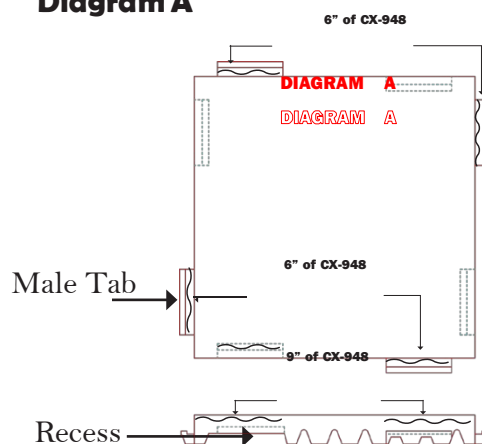 Diagram A
6” of CX-948
DIAGRAM A
DIAGRAM A
6” of CX-948
Male Tab
9” of CX-948
Recess